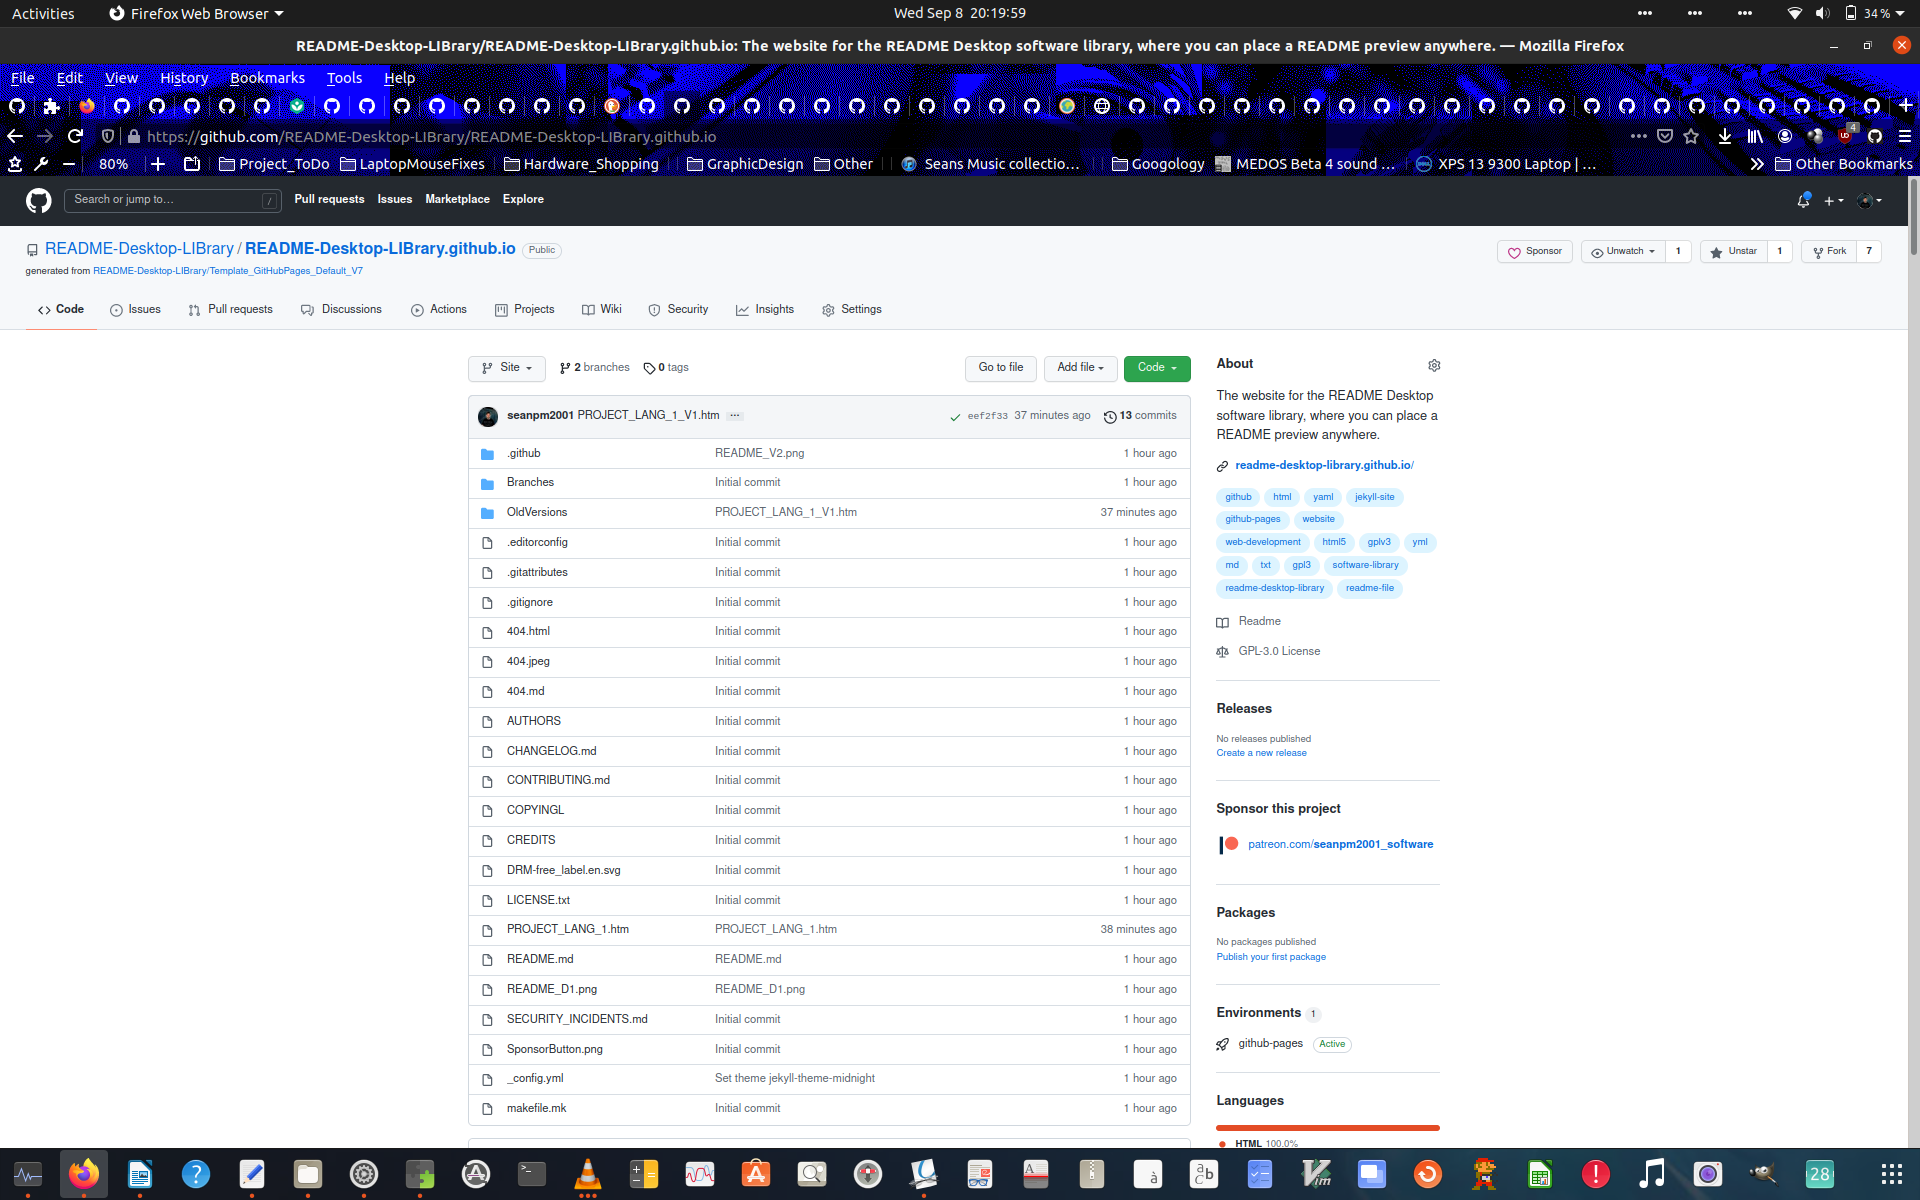 Activities Firefox Web Browser Wed Sep 8 20:19:59 34 %
README-Desktop-LIBrary/README-Desktop-LIBrary.github.io: The website for the README Desktop software library, where you can place a README preview anywhere. — Mozilla Firefox
File Edit View History Bookmarks Tools Help
https://github.com/README-Desktop-LIBrary/README-Desktop-LIBrary.github.io 4
80% Project_ToDo LaptopMouseFixes Hardware_Shopping GraphicDesign Other Seans Music collectio… Googology MEDOS Beta 4 sound … XPS 13 9300 Laptop | … Other Bookmarks
Search or jump to… / Pull requests Issues Marketplace Explore
README-Desktop-LIBrary / README-Desktop-LIBrary.github.io Public Sponsor Unwatch 1 Unstar 1 Fork 7
generated from README-Desktop-LIBrary/Template_GitHubPages_Default_V7
Code Issues Pull requests Discussions Actions Projects Wiki Security Insights Settings
Site 2 branches 0 tags Go to file Add file Code
seanpm2001 PROJECT_LANG_1_V1.htm ··· eef2f33 37 minutes ago 13 commits
.github README_V2.png 1 hour ago
Branches Initial commit 1 hour ago
OldVersions PROJECT_LANG_1_V1.htm 37 minutes ago
.editorconfig Initial commit 1 hour ago
.gitattributes Initial commit 1 hour ago
.gitignore Initial commit 1 hour ago
404.html Initial commit 1 hour ago
404.jpeg Initial commit 1 hour ago
404.md Initial commit 1 hour ago
AUTHORS Initial commit 1 hour ago
CHANGELOG.md Initial commit 1 hour ago
CONTRIBUTING.md Initial commit 1 hour ago
COPYINGL Initial commit 1 hour ago
CREDITS Initial commit 1 hour ago
DRM-free_label.en.svg Initial commit 1 hour ago
LICENSE.txt Initial commit 1 hour ago
PROJECT_LANG_1.htm PROJECT_LANG_1.htm 38 minutes ago
README.md README.md 1 hour ago
README_D1.png README_D1.png 1 hour ago
SECURITY_INCIDENTS.md Initial commit 1 hour ago
SponsorButton.png Initial commit 1 hour ago
_config.yml Set theme jekyll-theme-midnight 1 hour ago
makefile.mk Initial commit 1 hour ago
About
The website for the README Desktop
software library, where you can place a
README preview anywhere.
readme-desktop-library.github.io/
github html yaml jekyll-site
github-pages website
web-development html5 gplv3 yml
md txt gpl3 software-library
readme-desktop-library readme-file
Readme
GPL-3.0 License
Releases
No releases published
Create a new release
Sponsor this project
patreon.com/seanpm2001_software
Packages
No packages published
Publish your first package
Environments 1
github-pages Active
Languages
HTML 100.0%
28